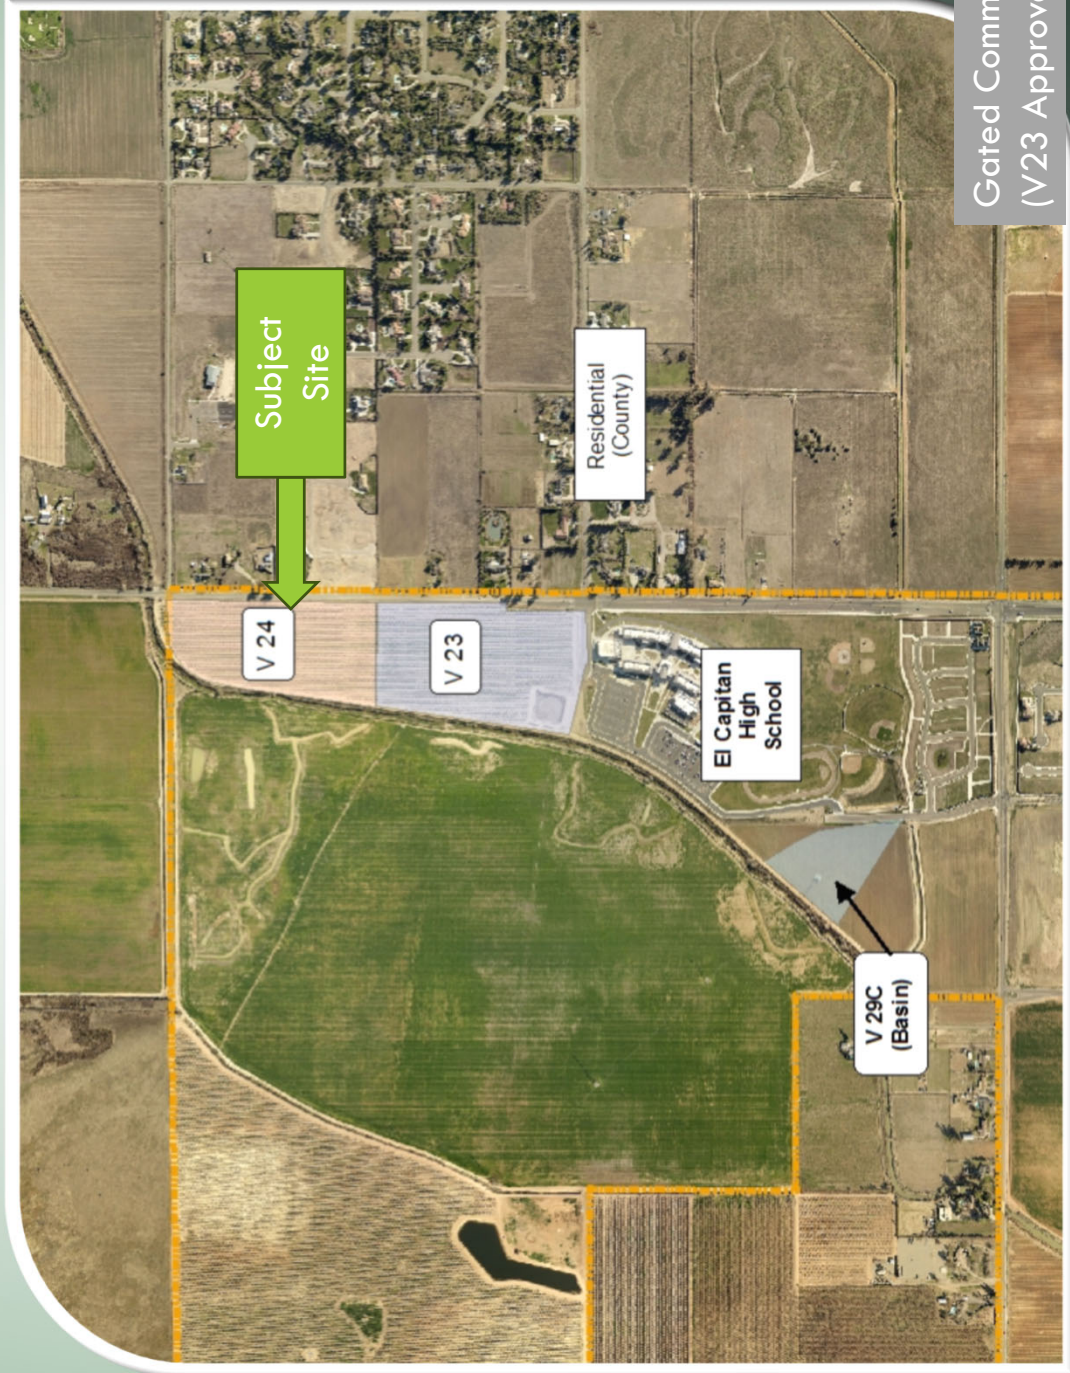 Subject
Site
V 24
V 23
Residential
(County)
El Capitan
High
School
V 29C
(Basin)
Gated Comm
(V23 Approv